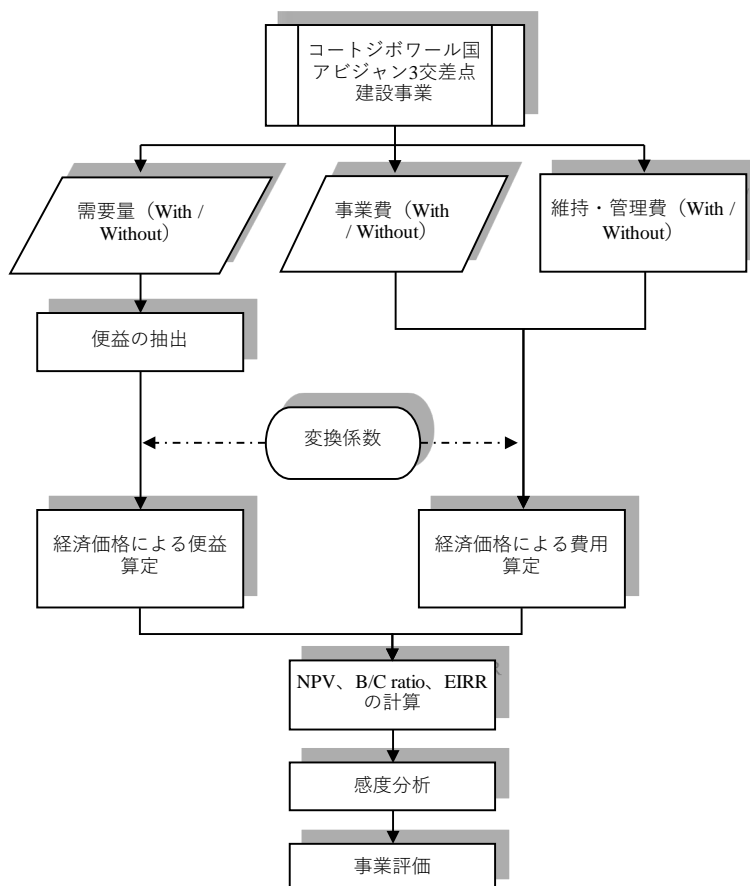 コートジボワール国
アビジャン3交差点
建設事業
需要量（With /
Without）
事業費（With
/ Without）
維持・管理費（With /
Without）
便益の抽出
変換係数
経済価格による便益
算定
経済価格による費用
算定
NPV、B/C ratio、EIRR
の計算
感度分析
事業評価